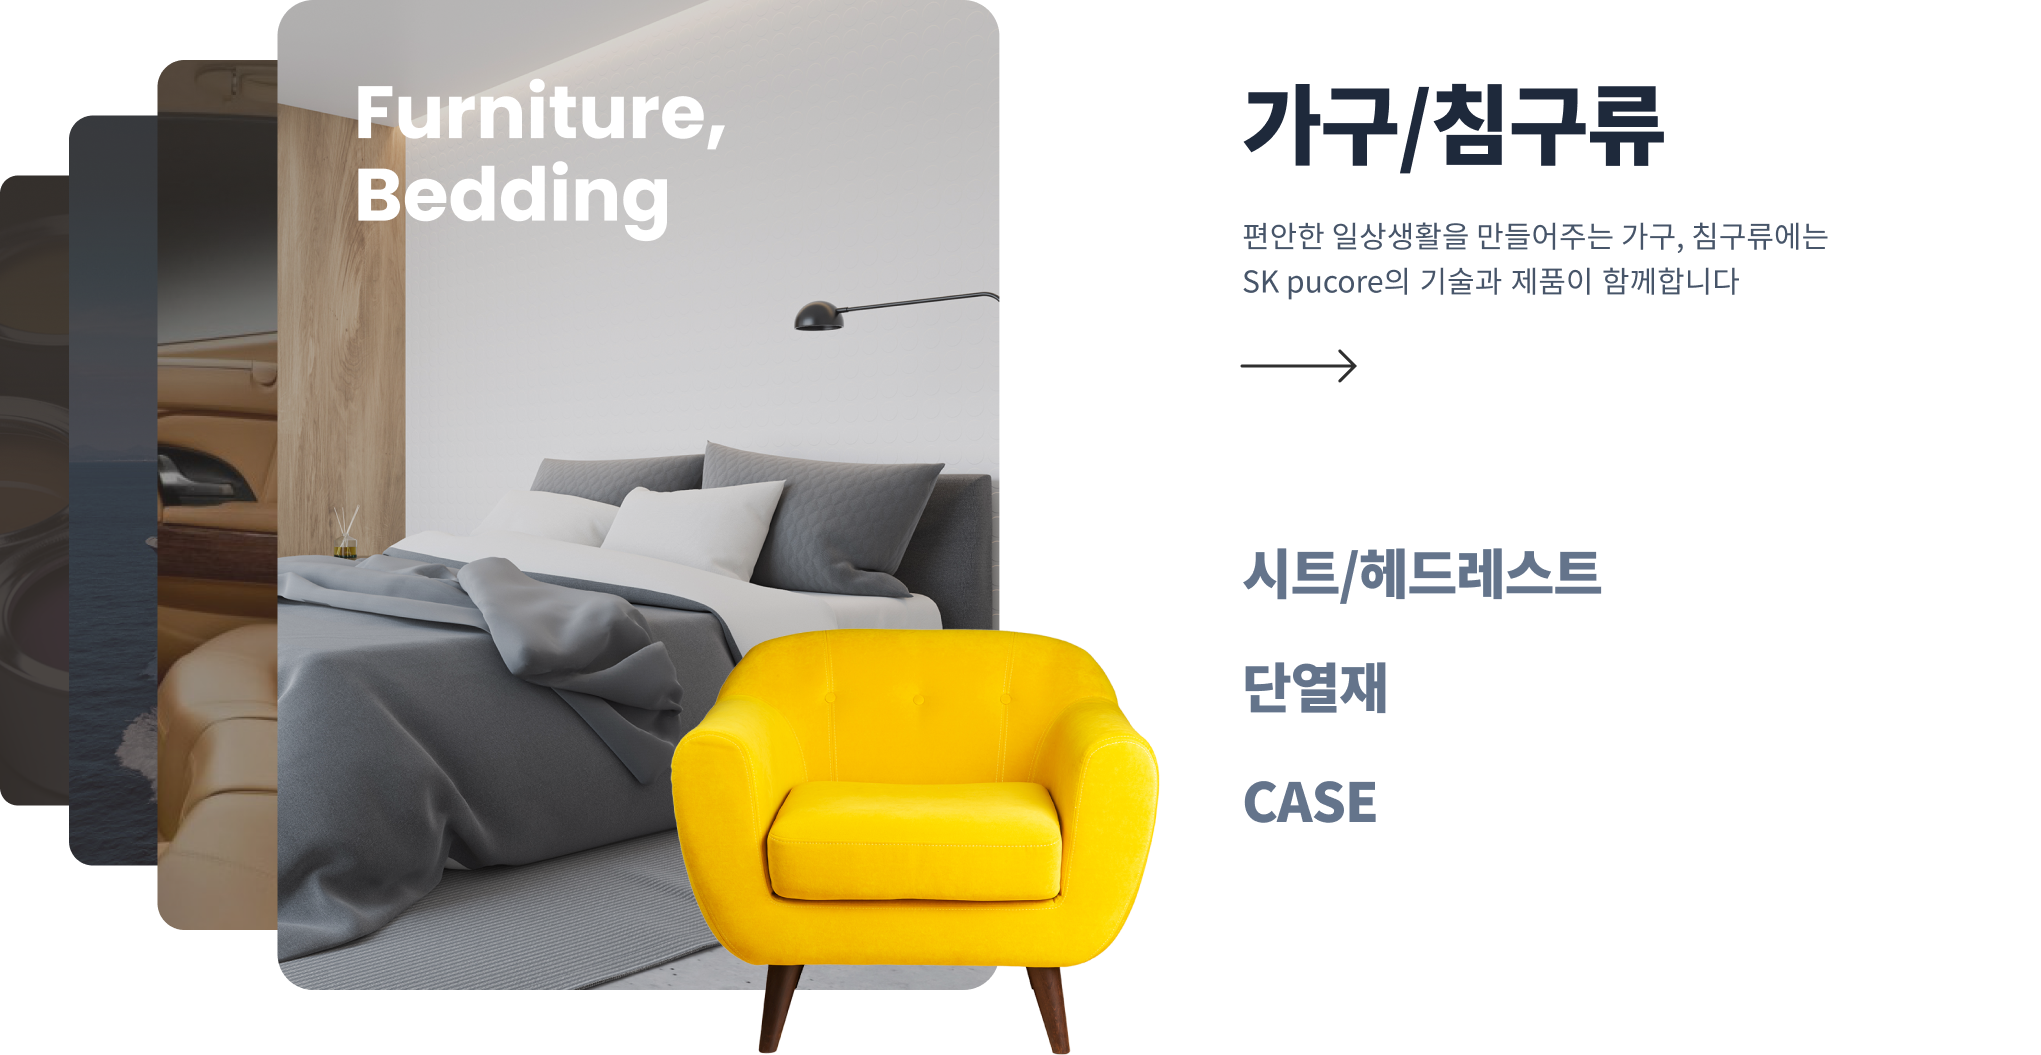 Furniture,
Bedding
가구/침구류
편안한 일상생활을 만들어주는 가구, 침구류에는
SK pucore의 기술과 제품이 함께합니다
시트/헤드레스트
단열재
CASE